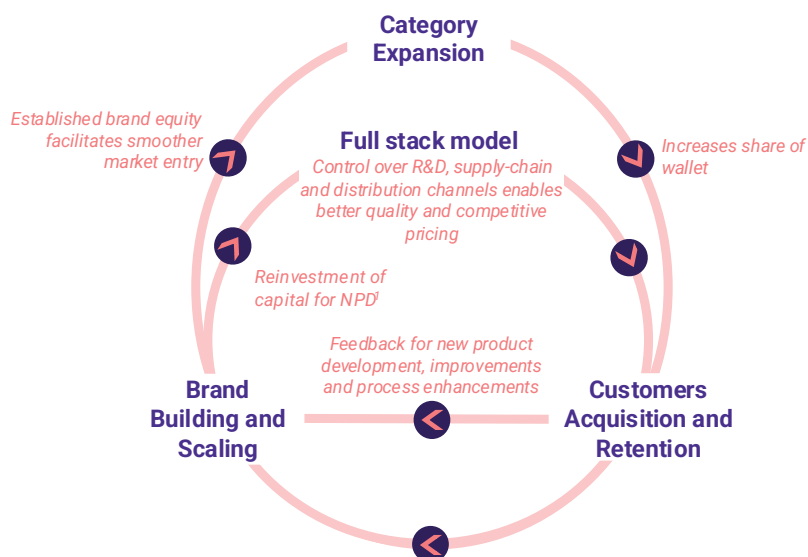 Category
Expansion
Established brand equity
facilitates smoother
market entry
Full stack model
Control over R&D, supply-chain
and distribution channels enables
better quality and competitive
pricing
Increases share of
wallet
Reinvestment of
capital for NPD¹
Feedback for new product
development, improvements
and process enhancements
Brand
Building and
Scaling
Customers
Acquisition and
Retention